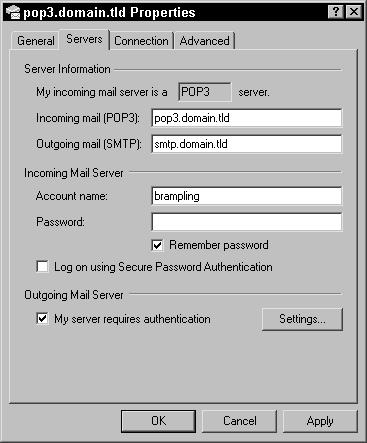 pop3.domain.tld Properties
General Servers Connection Advanced
Server Information
My incoming mail server is a POP3 server.
Incoming mail (POP3): pop3.domain.tld
Outgoing mail (SMTP): smtp.domain.tld
Incoming Mail Server
Account name: brampling
Password:
Remember password
Log on using Secure Password Authentication
Outgoing Mail Server
My server requires authentication Settings...
OK Cancel Apply